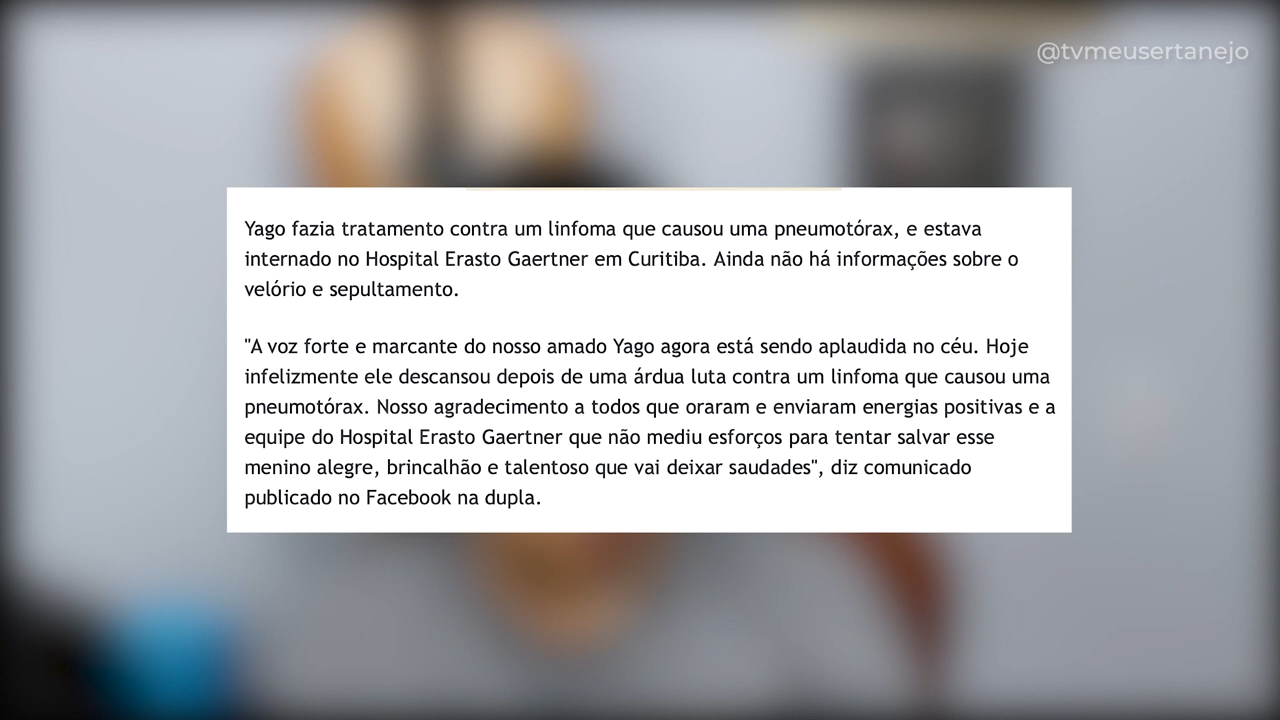 @tvmeusertanejo
Yago fazia tratamento contra um linfoma que causou uma pneumotórax, e estava
internado no Hospital Erasto Gaertner em Curitiba. Ainda não há informações sobre o
velório e sepultamento.
"A voz forte e marcante do nosso amado Yago agora está sendo aplaudida no céu. Hoje
infelizmente ele descansou depois de uma árdua luta contra um linfoma que causou uma
pneumotórax. Nosso agradecimento a todos que oraram e enviaram energias positivas e a
equipe do Hospital Erasto Gaertner que não mediu esforços para tentar salvar esse
menino alegre, brincalhão e talentoso que vai deixar saudades", diz comunicado
publicado no Facebook na dupla.